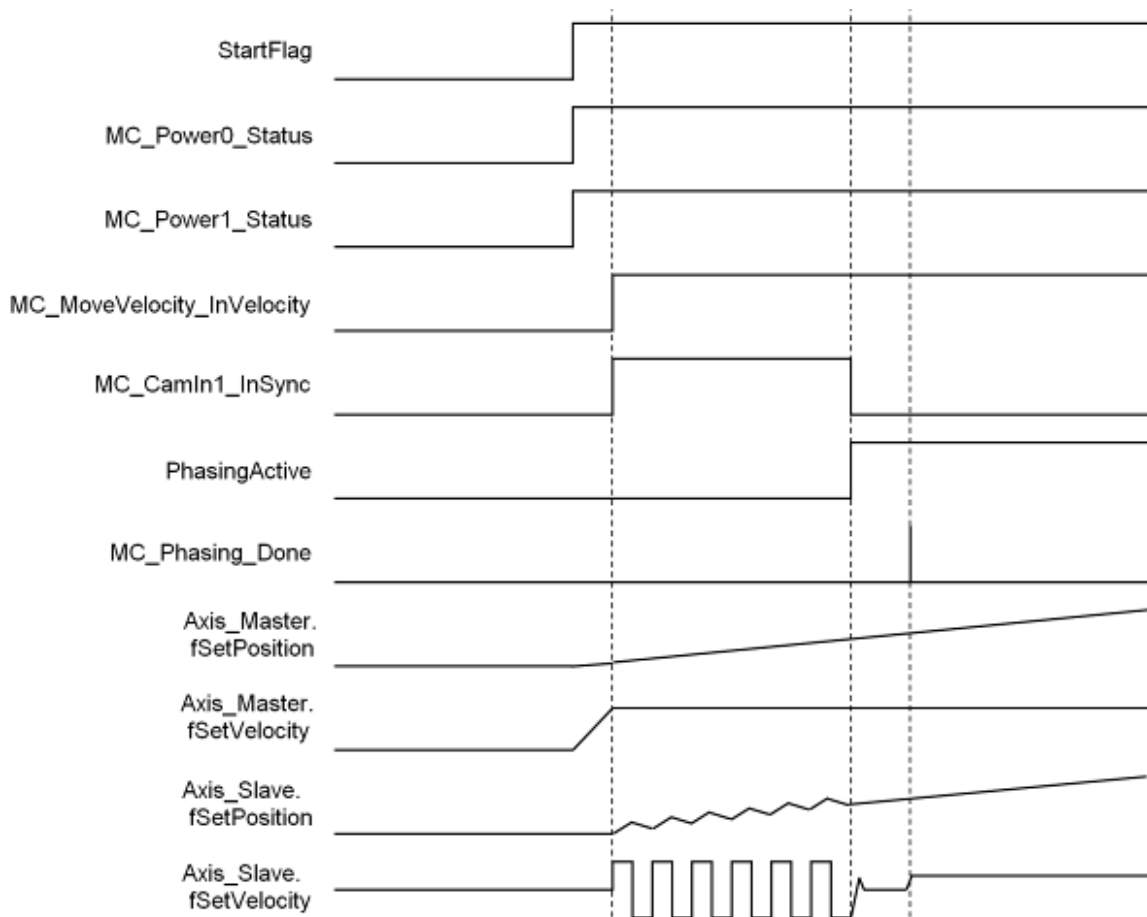 StartFlag
MC_Power0_Status
MC_Power1_Status
MC_MoveVelocity_InVelocity
MC_CamIn1_InSync
PhasingActive
MC_Phasing_Done
Axis_Master.
fSetPosition
Axis_Master.
fSetVelocity
Axis_Slave.
fSetPosition
Axis_Slave.
fSetVelocity